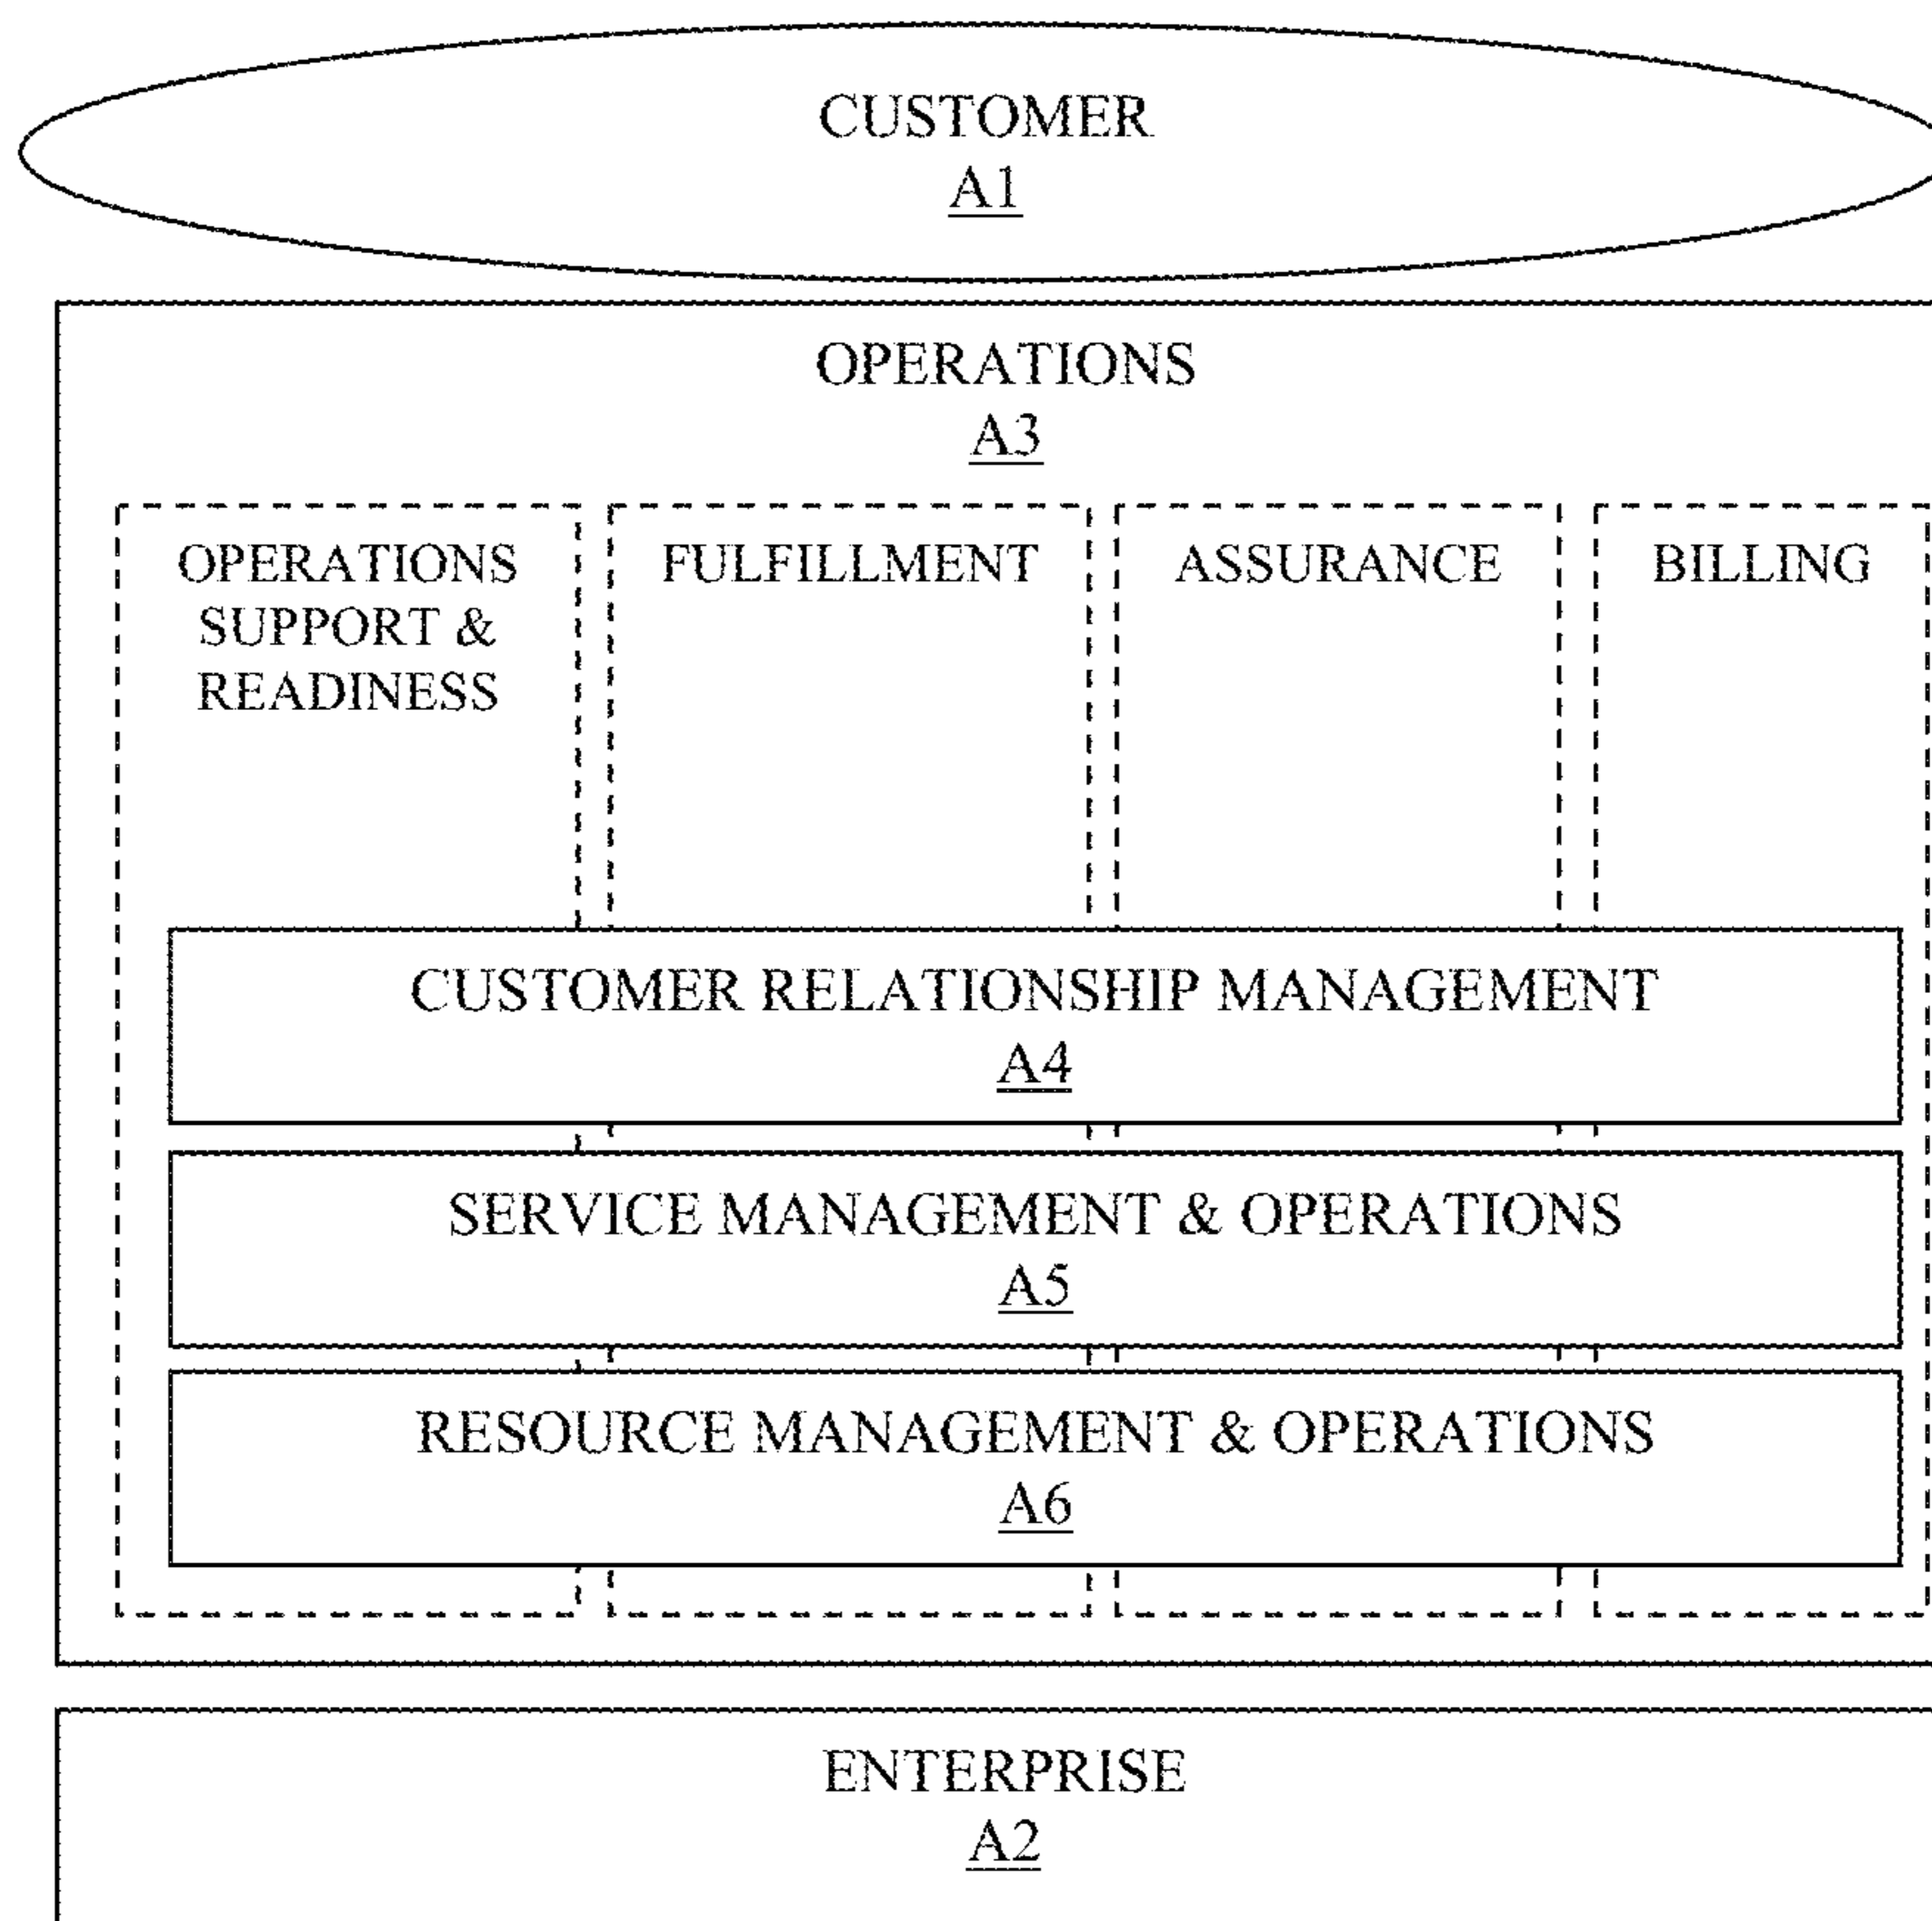 CUSTOMER
A1
OPERATIONS
A3
OPERATIONS
SUPPORT &
READINESS
FULFILLMENT
ASSURANCE
BILLING
CUSTOMER RELATIONSHIP MANAGEMENT
A4
SERVICE MANAGEMENT & OPERATIONS
A5
RESOURCE MANAGEMENT & OPERATIONS
A6
ENTERPRISE
A2